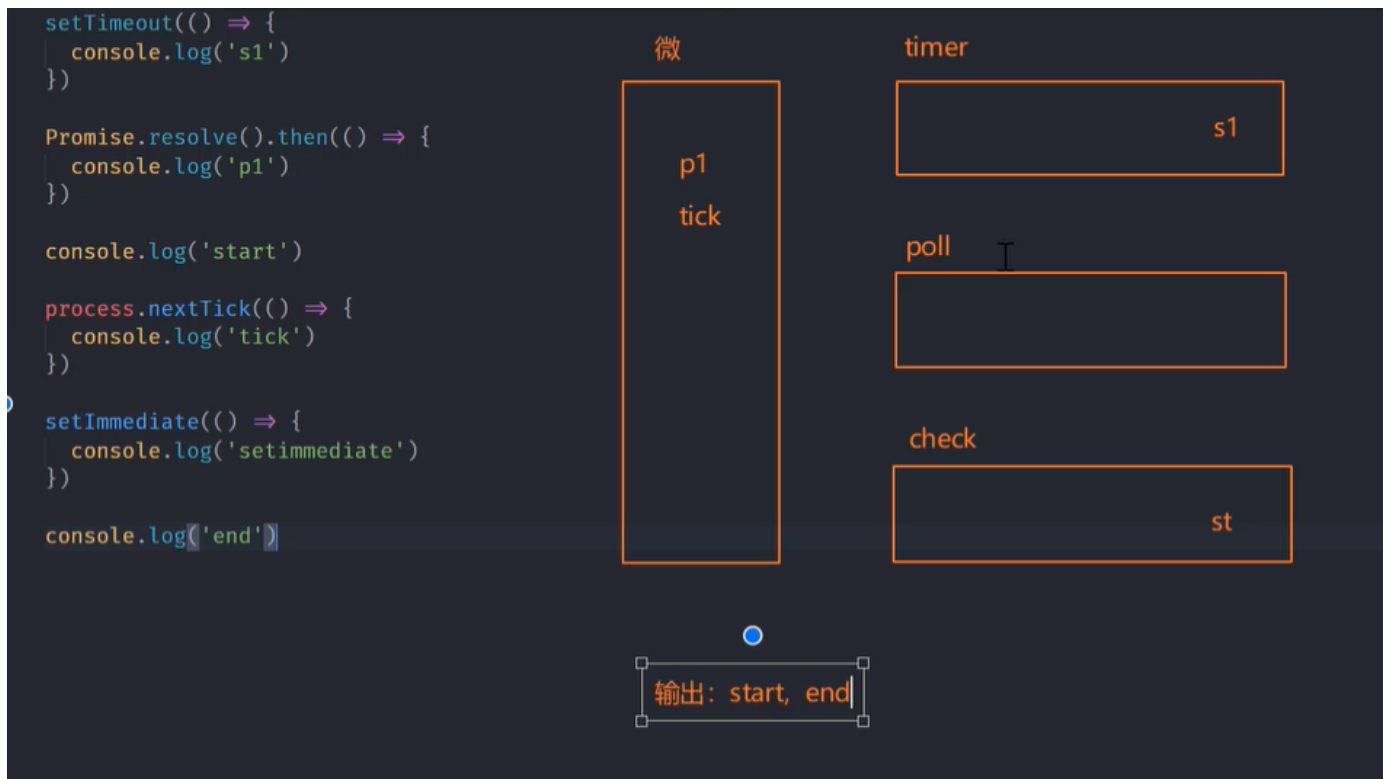 setTimeout(() ⇒ {
  console.log('s1')
})
Promise.resolve().then(() ⇒ {
  console.log('p1')
})
console.log('start')
process.nextTick(() ⇒ {
  console.log('tick')
})
setImmediate(() ⇒ {
  console.log('setimmediate')
})
console.log('end')
微
p1
tick
timer
s1
poll
check
st
输出：start, end